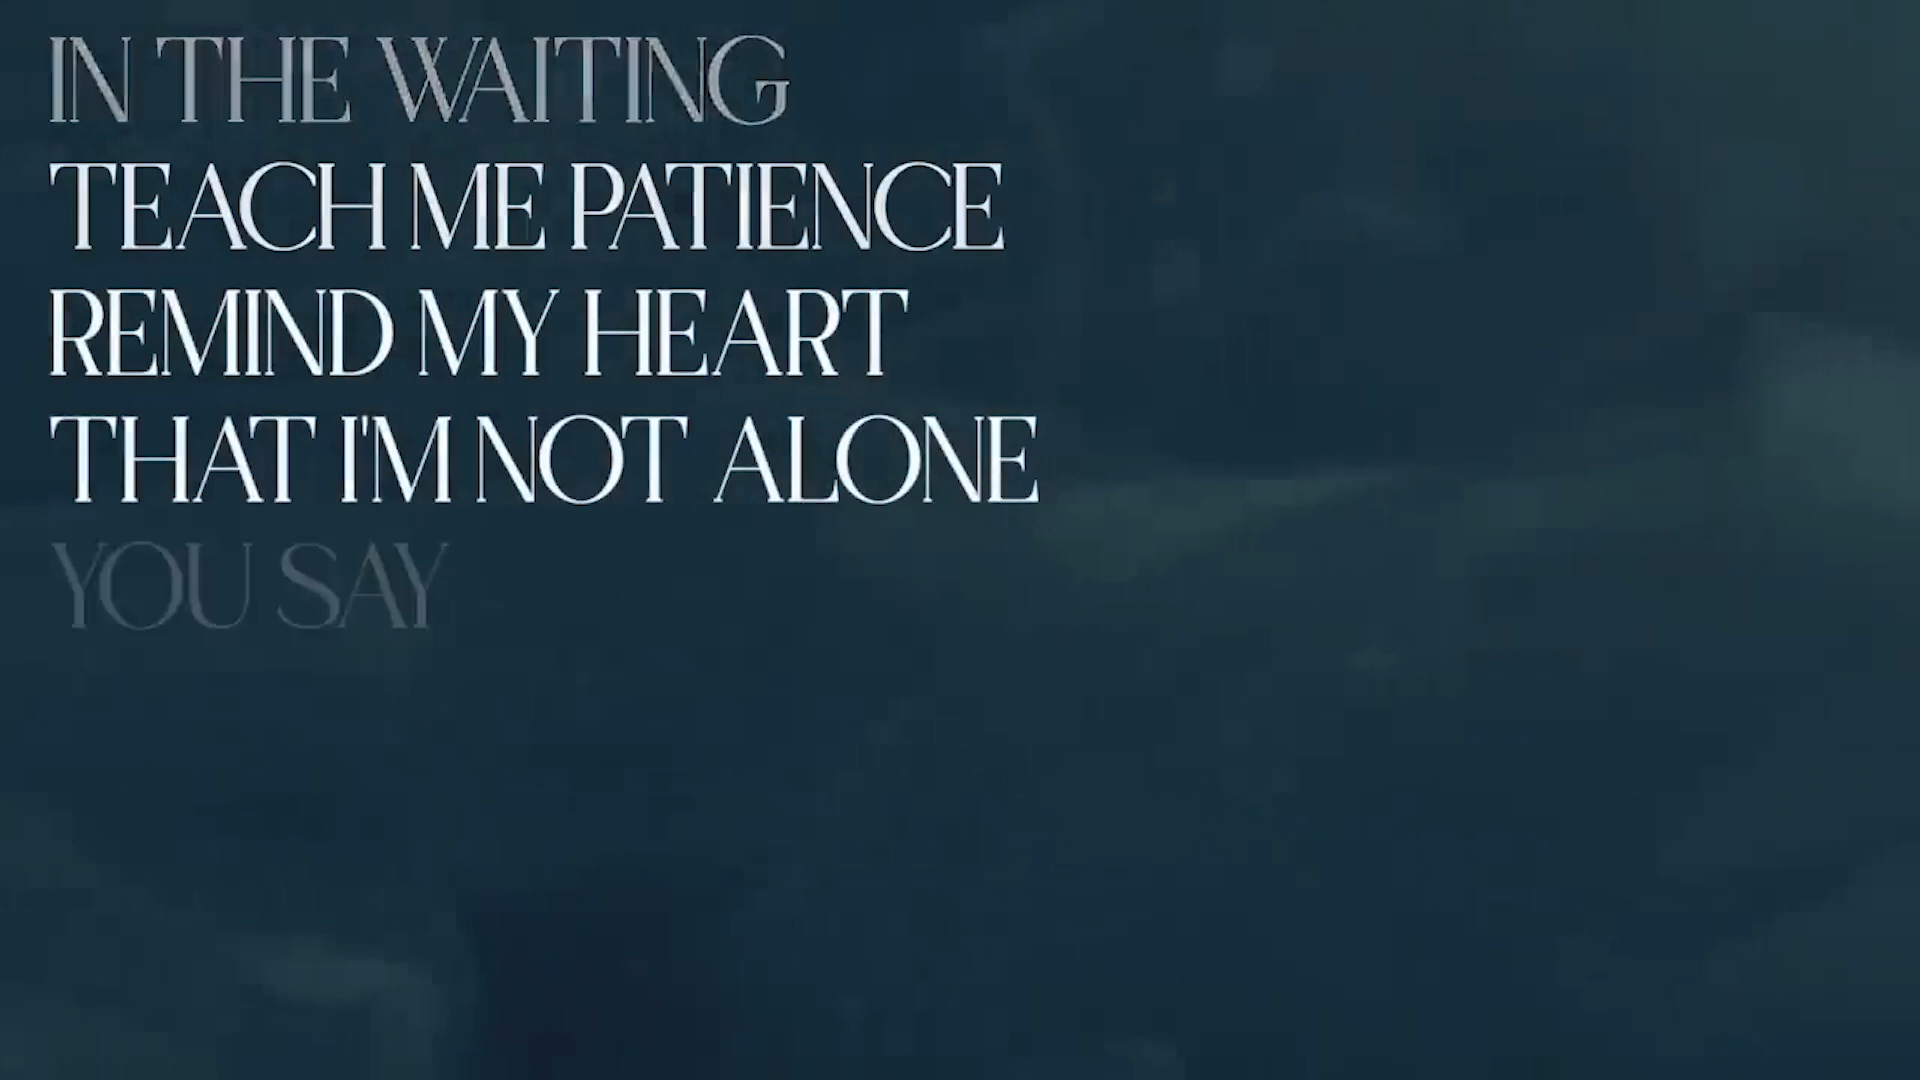 IN THE WAITING
TEACH ME PATIENCE
REMIND MY HEART
THAT I'M NOT ALONE
YOU SAY